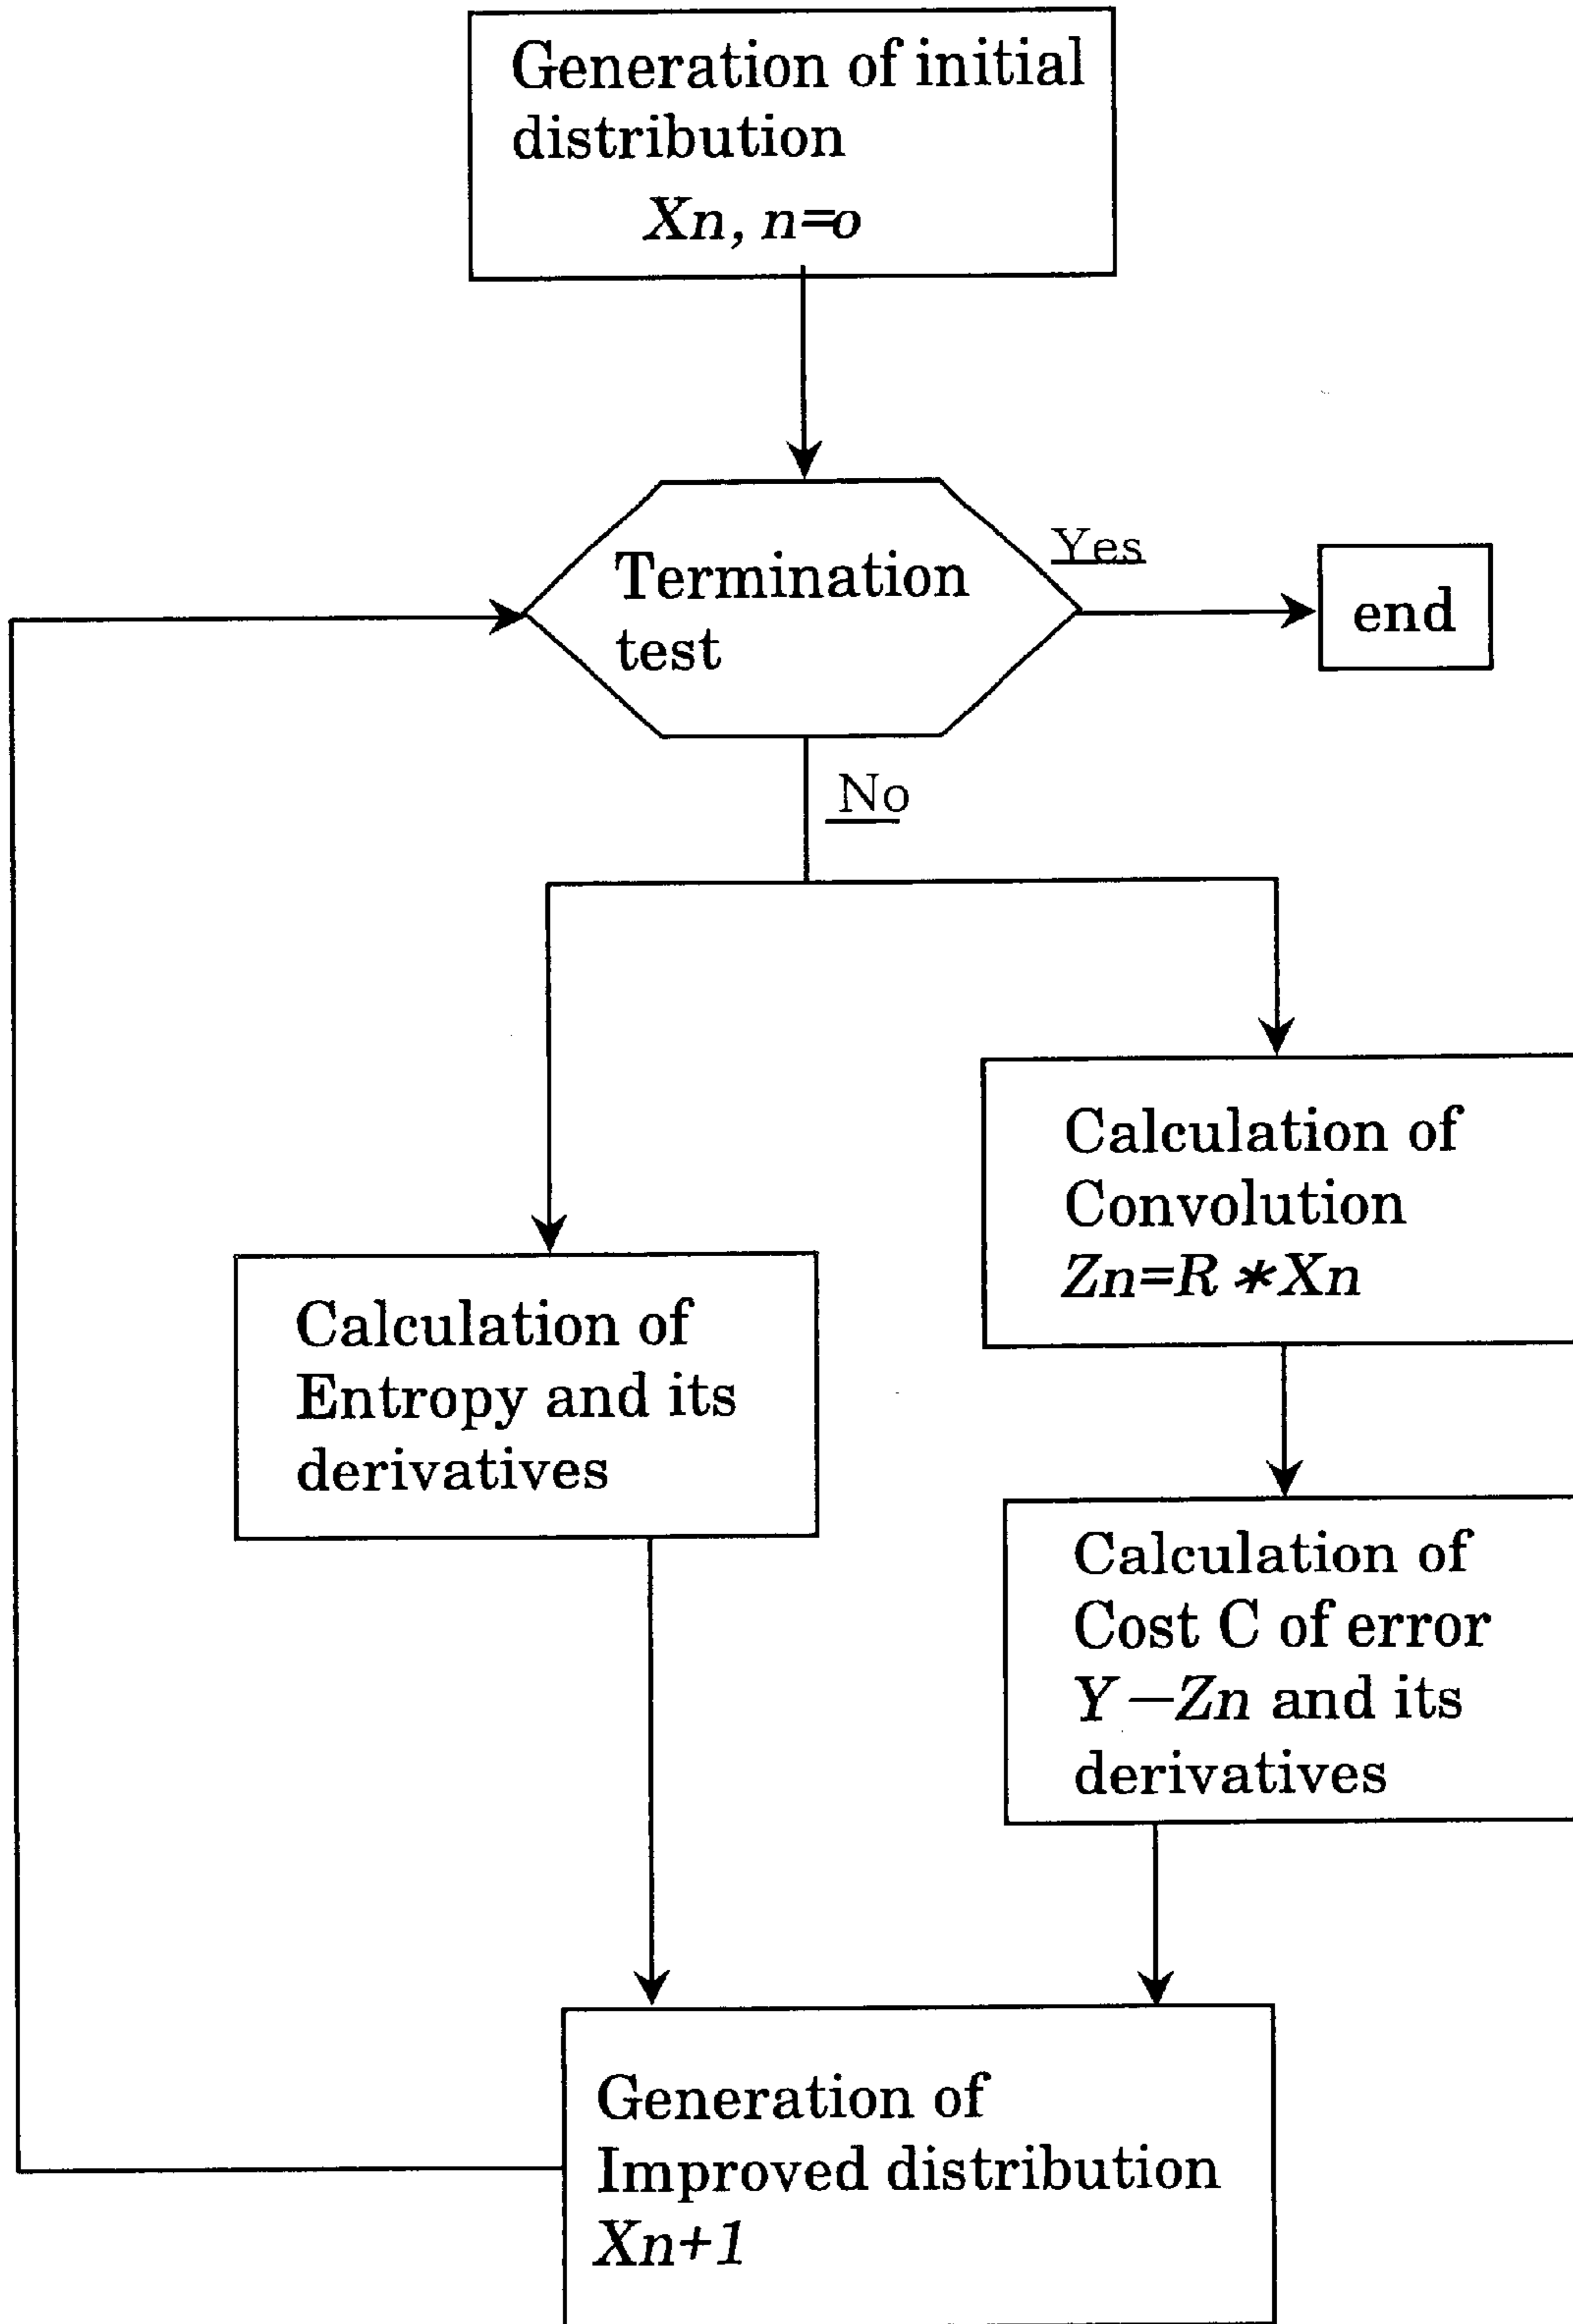 Generation of initial
distribution
Xn, n=o
Termination
test
Yes
end
No
Calculation of
Convolution
Zn=R*Xn
Calculation of
Entropy and its
derivatives
Calculation of
Cost C of error
Y-Zn and its
derivatives
Generation of
Improved distribution
Xn+1